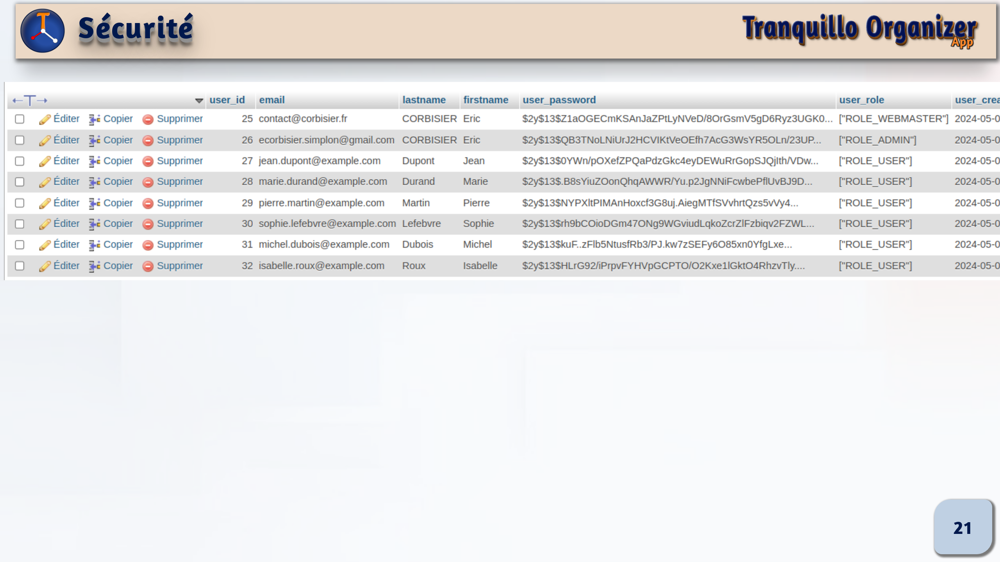 Sécurité
Tranquillo Organizer
App
user_id email lastname firstname user_password user_role user_crea
Éditer Copier Supprimer 25 contact@corbisier.fr CORBISIER Eric $2y$13$Z1aOGECmKSAnJaZPtLyNVeD/8OrGsmV5gD6Ryz3UGK0... ["ROLE_WEBMASTER"] 2024-05-0
Éditer Copier Supprimer 26 ecorbisier.simplon@gmail.com CORBISIER Eric $2y$13$QB3TNoLNiUrJ2HCVIKtVeOEfh7AcG3WsYR5OLn/23UP... ["ROLE_ADMIN"] 2024-05-0
Éditer Copier Supprimer 27 jean.dupont@example.com Dupont Jean $2y$13$0YWn/pOXefZPQaPdzGkc4eyDEWuRrGopSJQjIth/VDw... ["ROLE_USER"] 2024-05-0
Éditer Copier Supprimer 28 marie.durand@example.com Durand Marie $2y$13$.B8sYiuZOonQhqAWWR/Yu.p2JgNNiFcwbePflUvBJ9D... ["ROLE_USER"] 2024-05-0
Éditer Copier Supprimer 29 pierre.martin@example.com Martin Pierre $2y$13$NYPXltPIMAnHoxcf3G8uj.AiegMTfSVvhrtQzs5vVy4... ["ROLE_USER"] 2024-05-0
Éditer Copier Supprimer 30 sophie.lefebvre@example.com Lefebvre Sophie $2y$13$rh9bCOioDGm47ONg9WGviudLqkoZcrZlFzbiqv2FZWL... ["ROLE_USER"] 2024-05-0
Éditer Copier Supprimer 31 michel.dubois@example.com Dubois Michel $2y$13$kuF..zFlb5NtusfRb3/PJ.kw7zSEFy6O85xn0YfgLxe... ["ROLE_USER"] 2024-05-0
Éditer Copier Supprimer 32 isabelle.roux@example.com Roux Isabelle $2y$13$HLrG92/iPrpvFYHVpGCPTO/O2Kxe1lGktO4RhzvTly.... ["ROLE_USER"] 2024-05-0
21